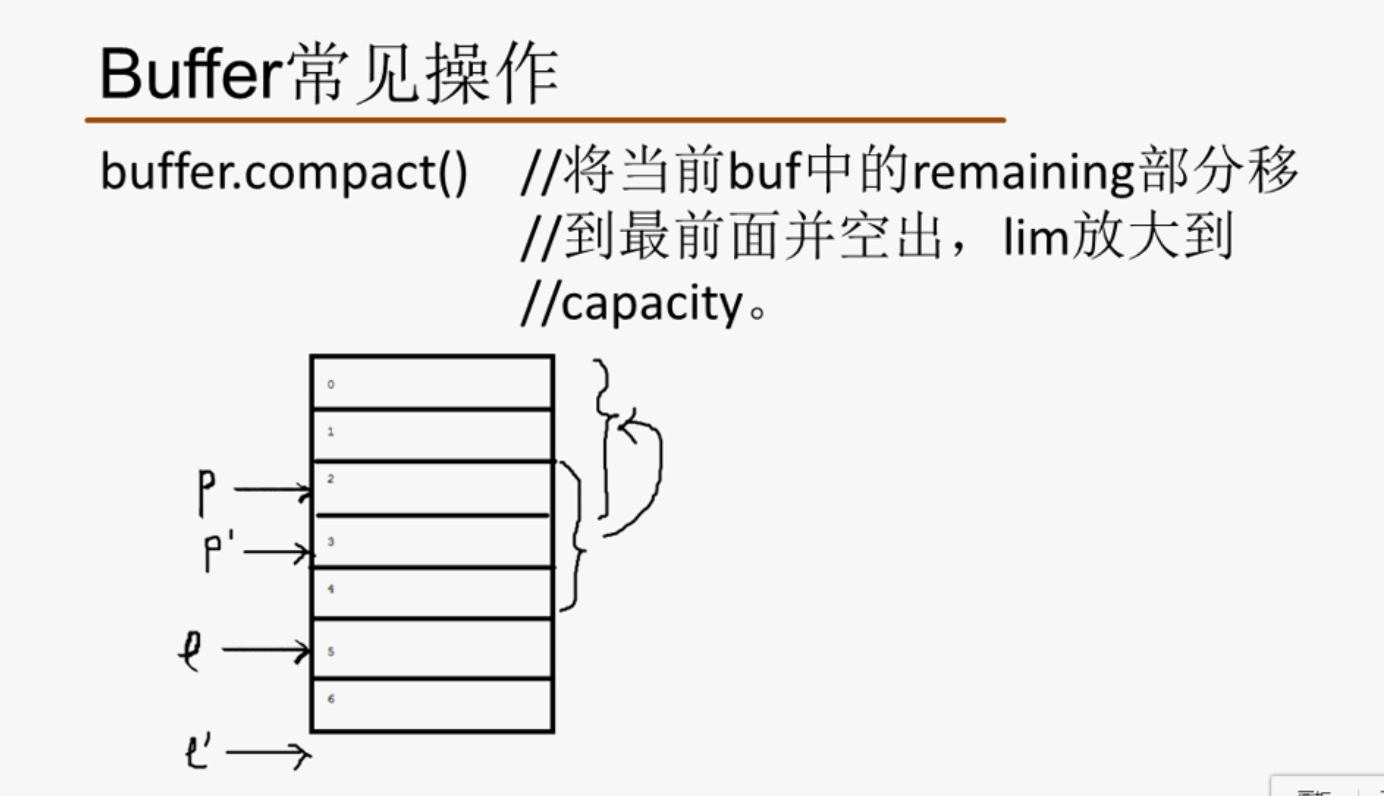 Buffer常见操作
buffer.compact() //将当前buf中的remaining部分移
//到最前面并空出，lim放大到
//capacity。
0
1
P → 2
P' → 3
4
l → 5
6
l' →